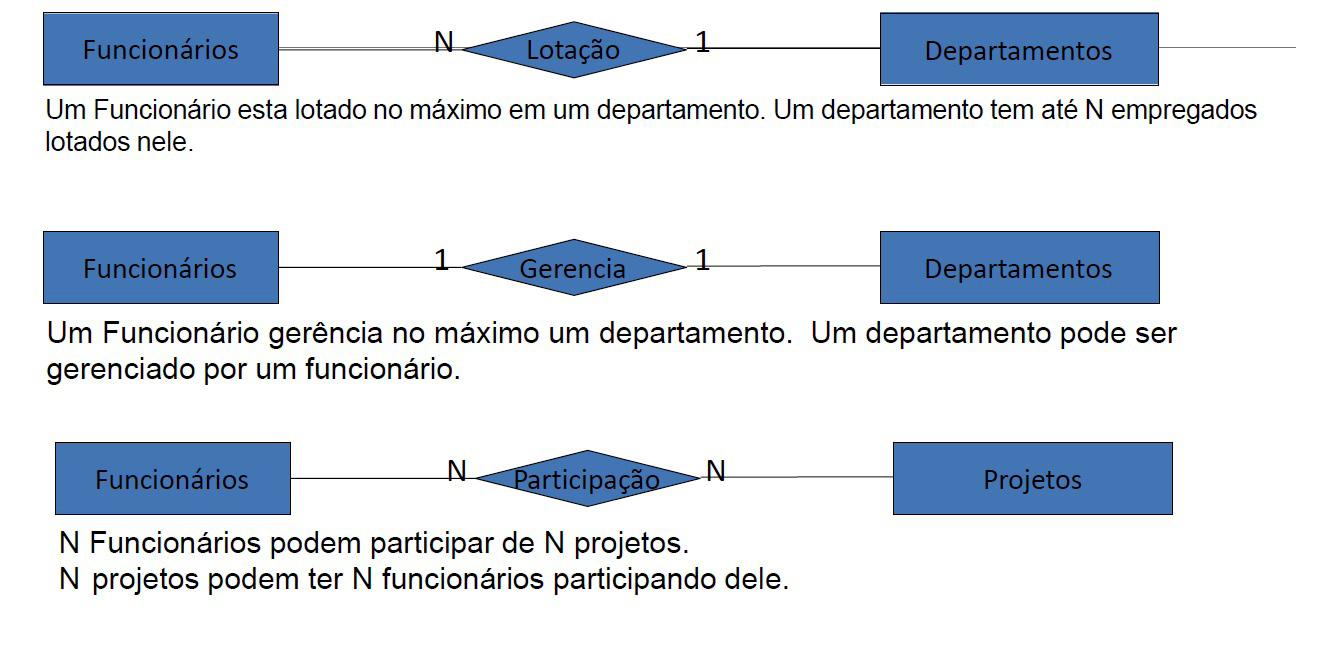 Funcionários N Lotação 1 Departamentos
Um Funcionário esta lotado no máximo em um departamento. Um departamento tem até N empregados
lotados nele.
Funcionários 1 Gerencia 1 Departamentos
Um Funcionário gerência no máximo um departamento. Um departamento pode ser
gerenciado por um funcionário.
Funcionários N Participação N Projetos
N Funcionários podem participar de N projetos.
N projetos podem ter N funcionários participando dele.